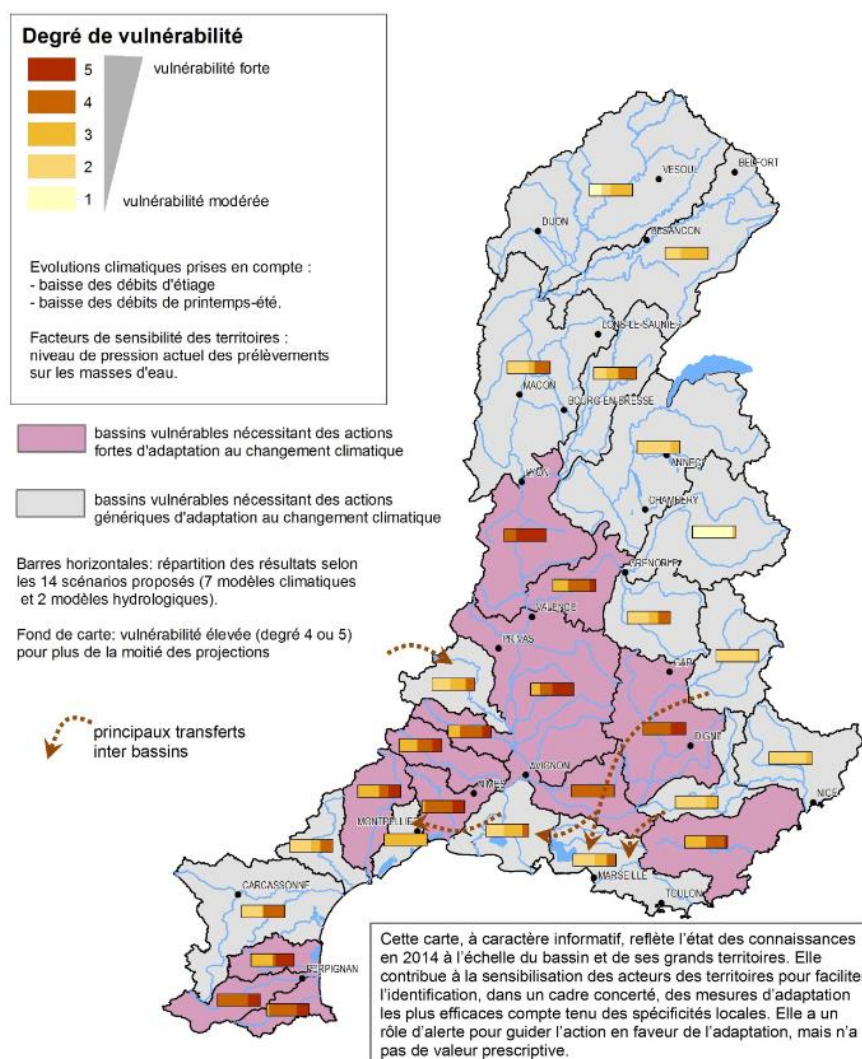 Degré de vulnérabilité
5
vulnérabilité forte
4
3
2
1
vulnérabilité modérée
Evolutions climatiques prises en compte :
- baisse des débits d'étiage
- baisse des débits de printemps-été.
Facteurs de sensibilité des territoires :
niveau de pression actuel des prélèvements
sur les masses d'eau.
bassins vulnérables nécessitant des actions
fortes d'adaptation au changement climatique
bassins vulnérables nécessitant des actions
génériques d'adaptation au changement climatique
Barres horizontales: répartition des résultats selon
les 14 scénarios proposés (7 modèles climatiques
et 2 modèles hydrologiques).
Fond de carte: vulnérabilité élevée (degré 4 ou 5)
pour plus de la moitié des projections
principaux transferts
inter bassins
VESOUL
BELFORT
DIJON
BESANCON
LONS-LE-SAUNIER
MACON
BOURG-EN-BRESSE
ANNECY
LYON
CHAMBERY
GRENOBLE
VALENCE
PRIVAS
GAP
DIGNE
AVIGNON
NIMES
NICE
MONTPELLIER
MARSEILLE
TOULON
CARCASSONNE
PERPIGNAN
Cette carte, à caractère informatif, reflète l'état des connaissances
en 2014 à l'échelle du bassin et de ses grands territoires. Elle
contribue à la sensibilisation des acteurs des territoires pour faciliter
l'identification, dans un cadre concerté, des mesures d'adaptation
les plus efficaces compte tenu des spécificités locales. Elle a un
rôle d'alerte pour guider l'action en faveur de l'adaptation, mais n'a
pas de valeur prescriptive.